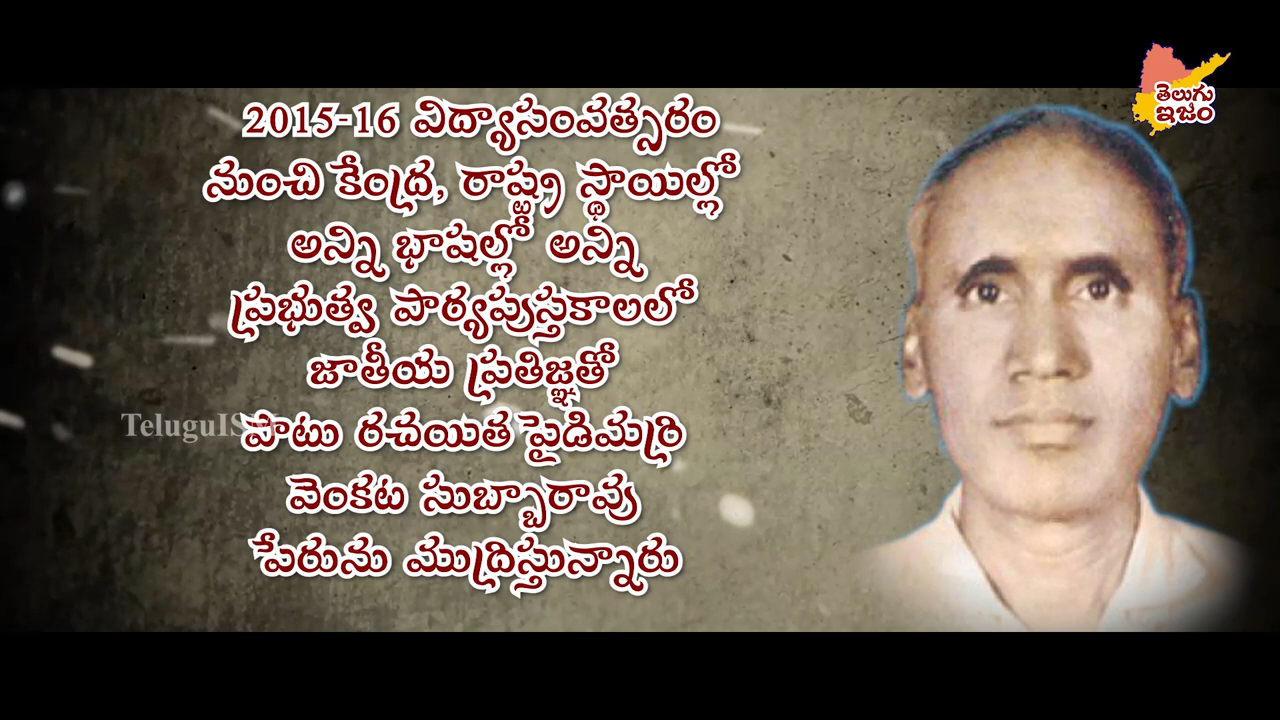 తెలుగు
ఇజం
2015-16 విద్యాసంవత్సరం
నుంచి కేంద్ర, రాష్ట్ర స్థాయిల్లో
అన్ని భాషల్లో అన్ని
ప్రభుత్వ పాఠ్యపుస్తకాలలో
జాతీయ ప్రతిజ్ఞతో
పాటు రచయిత పైడిమర్రి
వెంకట సుబ్బారావు
పేరును ముద్రిస్తున్నారు